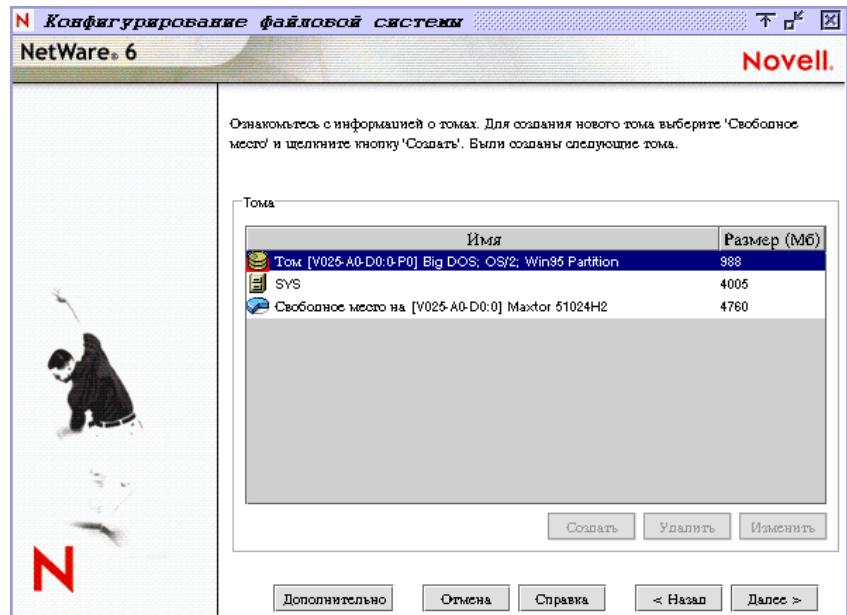 N Конфигурирование файловой системы
NetWare® 6
Novell.
Ознакомьтесь с информацией о томах. Для создания нового тома выберите 'Свободное
место' и щелкните кнопку 'Создать'. Были созданы следующие тома.
Тома
Имя Размер (Мб)
Том [V025-A0-D0:0-P0] Big DOS; OS/2; Win95 Partition 988
SYS 4005
Свободное место на [V025-A0-D0:0] Maxtor 51024H2 4760
Создать Удалить Изменить
N
Дополнительно Отмена Справка < Назад Далее >